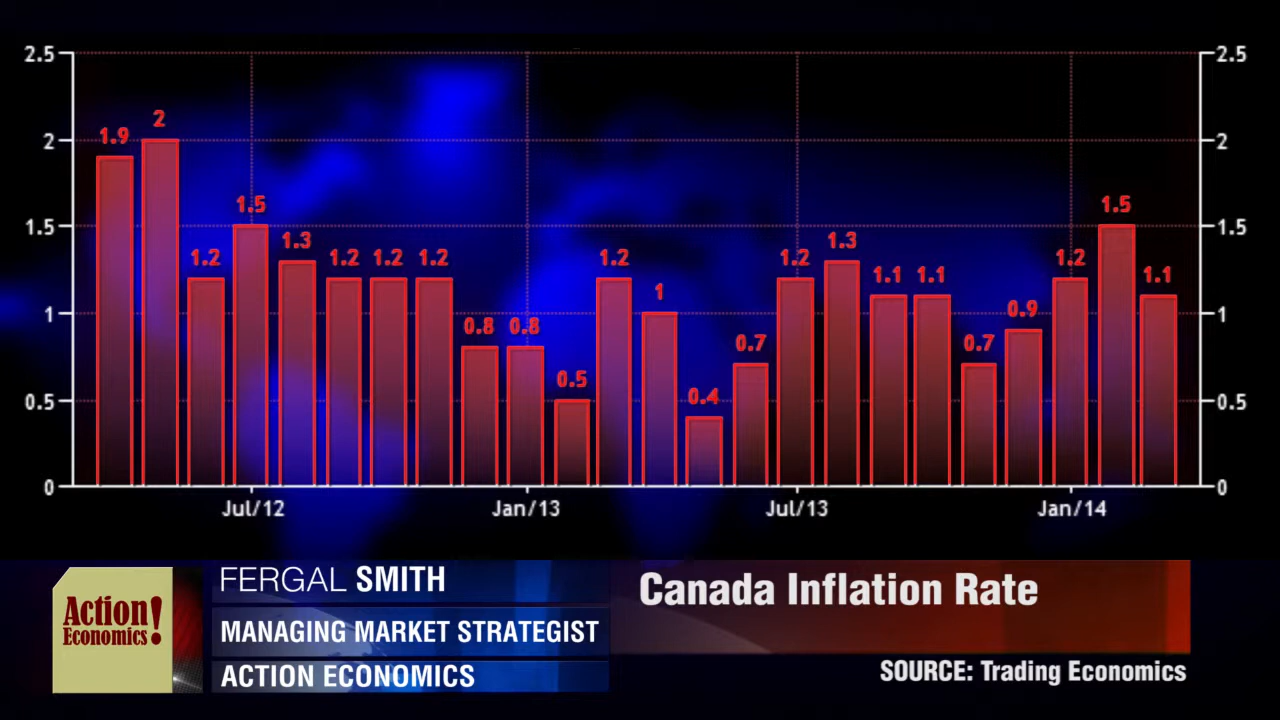 2.5 2.5
2 2
1.5 1.5
1 1
0.5 0.5
0 0
1.9 2 1.2 1.5 1.3 1.2 1.2 1.2 0.8 0.8 0.5 1.2 1 0.4 0.7 1.2 1.3 1.1 1.1 0.7 0.9 1.2 1.5 1.1
Jul/12 Jan/13 Jul/13 Jan/14
Action!
Economics
FERGAL SMITH
MANAGING MARKET STRATEGIST
ACTION ECONOMICS
Canada Inflation Rate
SOURCE: Trading Economics